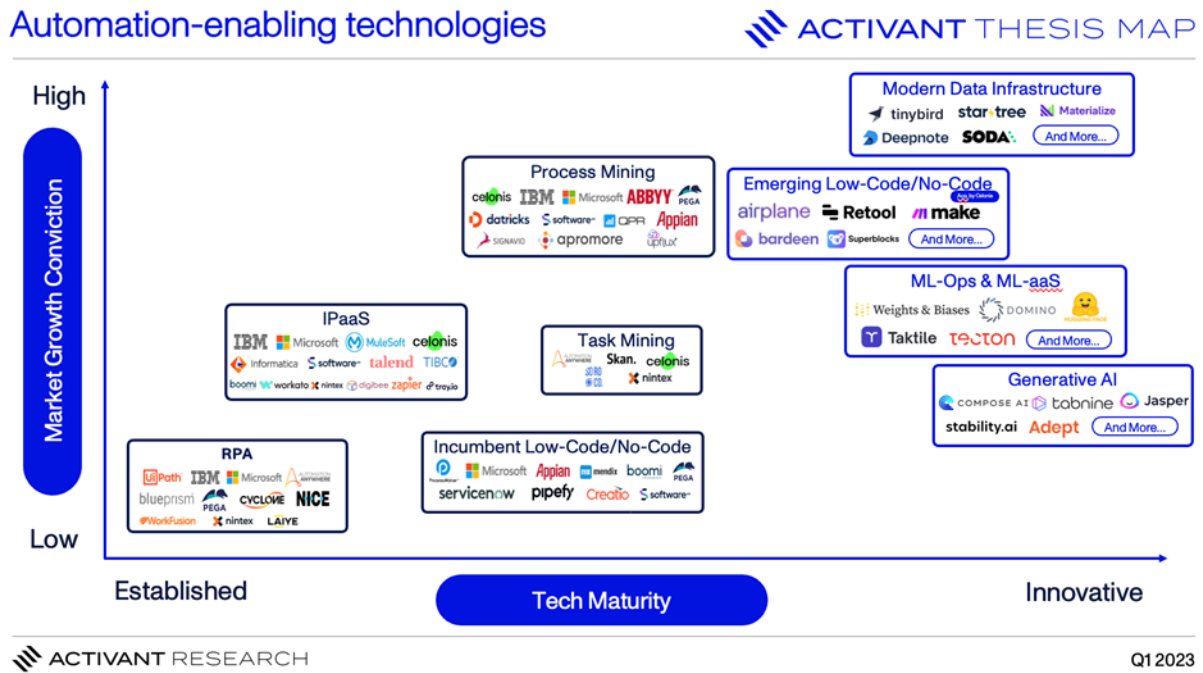 Automation-enabling technologies
ACTIVANT THESIS MAP
High
Market Growth Conviction
Low
Modern Data Infrastructure
tinybird star tree Materialize
Deepnote SODA And More...
Process Mining
celonis IBM Microsoft ABBYY PEGA
datricks software QPR Appian
SIGNAVIO apromore upflux
Emerging Low-Code/No-Code
airplane Retool make
bardeen Superblocks And More...
ML-Ops & ML-aaS
Weights & Biases DOMINO HUGGING FACE
Taktile tecton And More...
IPaaS
IBM Microsoft MuleSoft celonis
Informatica software talend TIBCO
boomi workato nintex digibee zapier tray.io
Task Mining
AUTOMATION ANYWHERE Skan. celonis
SOROCO. nintex
Generative AI
COMPOSE AI tabnine Jasper
stability.ai Adept And More...
RPA
UiPath IBM Microsoft AUTOMATION ANYWHERE
blueprism PEGA CYCLONE NICE
WorkFusion nintex LAIYE
Incumbent Low-Code/No-Code
ProcessMaker Microsoft Appian mendix boomi PEGA
servicenow pipefy Creatio software
Established
Tech Maturity
Innovative
ACTIVANT RESEARCH
Q1 2023